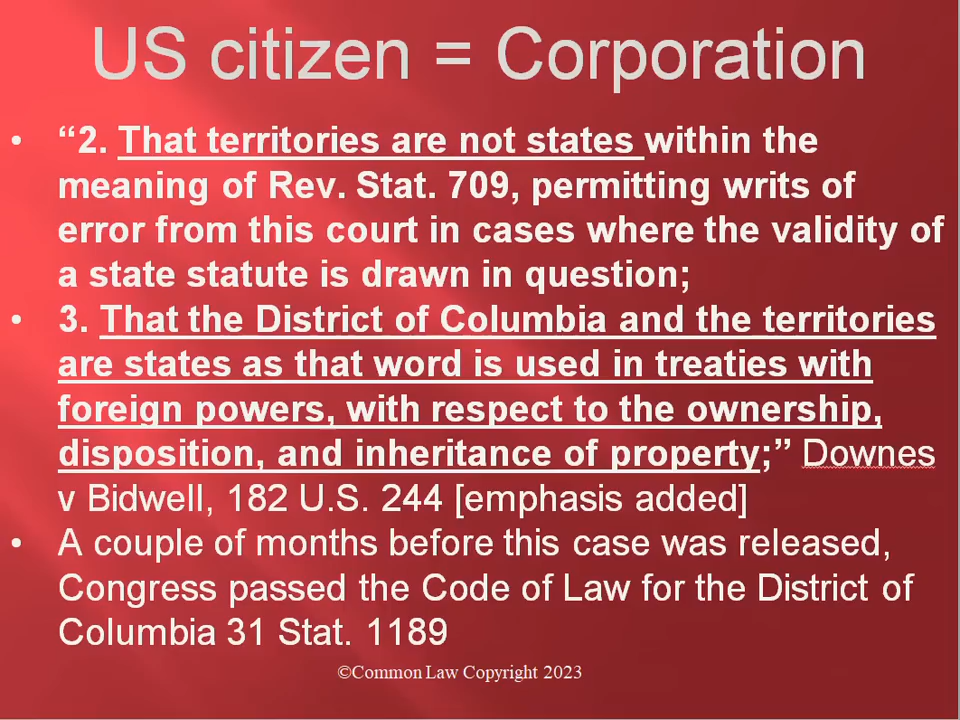 US citizen = Corporation
• “2. That territories are not states within the
meaning of Rev. Stat. 709, permitting writs of
error from this court in cases where the validity of
a state statute is drawn in question;
• 3. That the District of Columbia and the territories
are states as that word is used in treaties with
foreign powers, with respect to the ownership,
disposition, and inheritance of property;” Downes
v Bidwell, 182 U.S. 244 [emphasis added]
• A couple of months before this case was released,
Congress passed the Code of Law for the District of
Columbia 31 Stat. 1189
©Common Law Copyright 2023